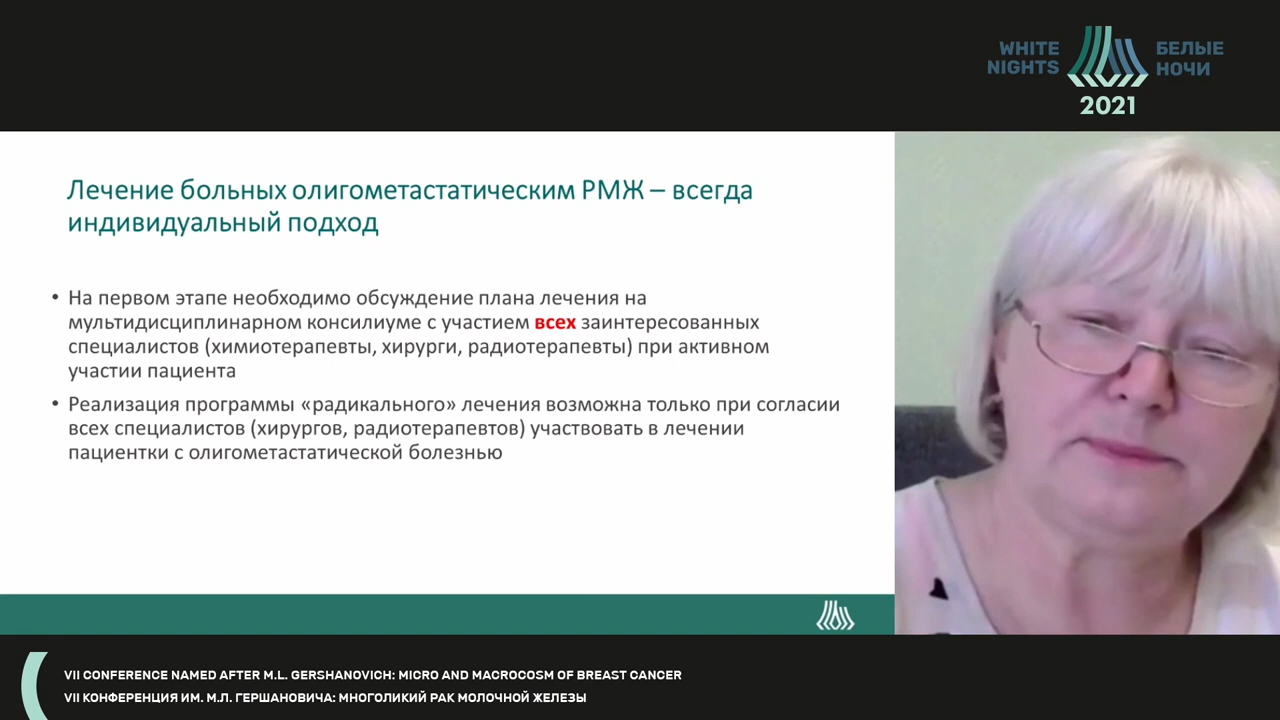 WHITE
NIGHTS
БЕЛЫЕ
НОЧИ
2021
Лечение больных олигометастатическим РМЖ – всегда
индивидуальный подход
• На первом этапе необходимо обсуждение плана лечения на
мультидисциплинарном консилиуме с участием всех заинтересованных
специалистов (химиотерапевты, хирурги, радиотерапевты) при активном
участии пациента
• Реализация программы «радикального» лечения возможна только при согласии
всех специалистов (хирургов, радиотерапевтов) участвовать в лечении
пациентки с олигометастатической болезнью
VII CONFERENCE NAMED AFTER M.L. GERSHANOVICH: MICRO AND MACROCOSM OF BREAST CANCER
VII КОНФЕРЕНЦИЯ ИМ. М.Л. ГЕРШАНОВИЧА: МНОГОЛИКИЙ РАК МОЛОЧНОЙ ЖЕЛЕЗЫ